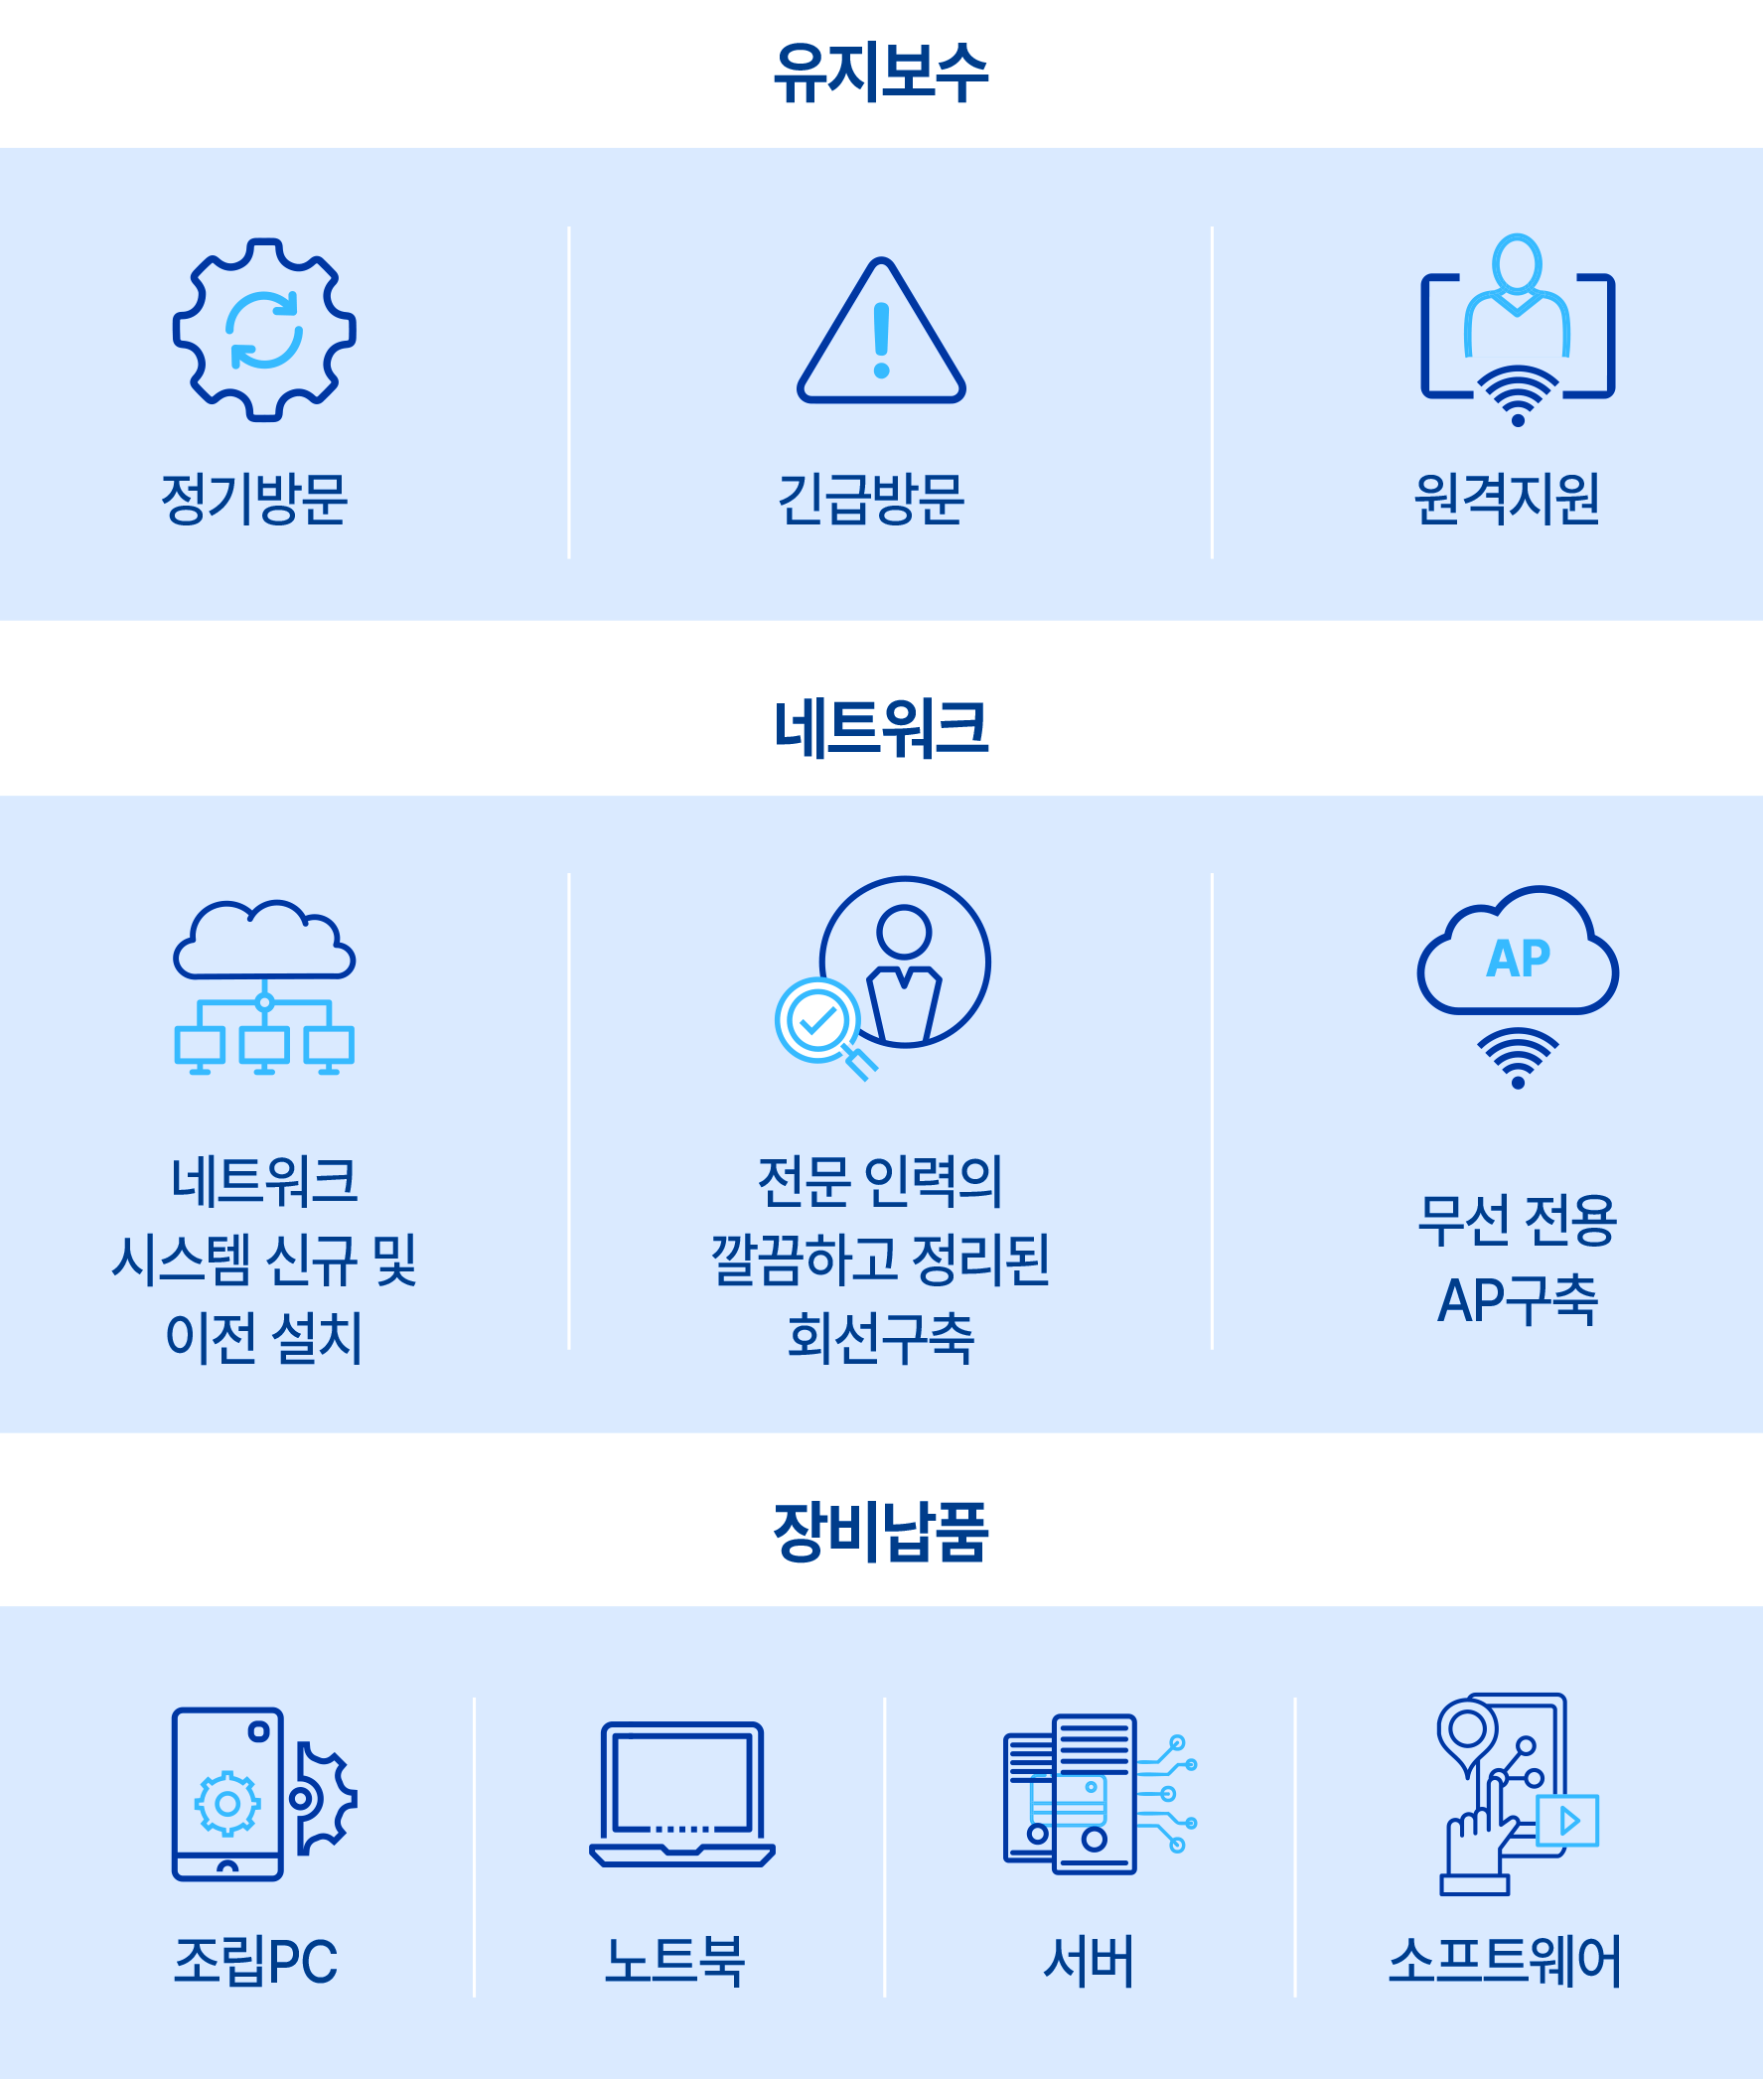 유지보수
정기방문
긴급방문
원격지원
네트워크
AP
네트워크
시스템 신규 및
이전 설치
전문 인력의
깔끔하고 정리된
회선구축
무선 전용
AP구축
장비납품
조립PC
노트북
서버
소프트웨어